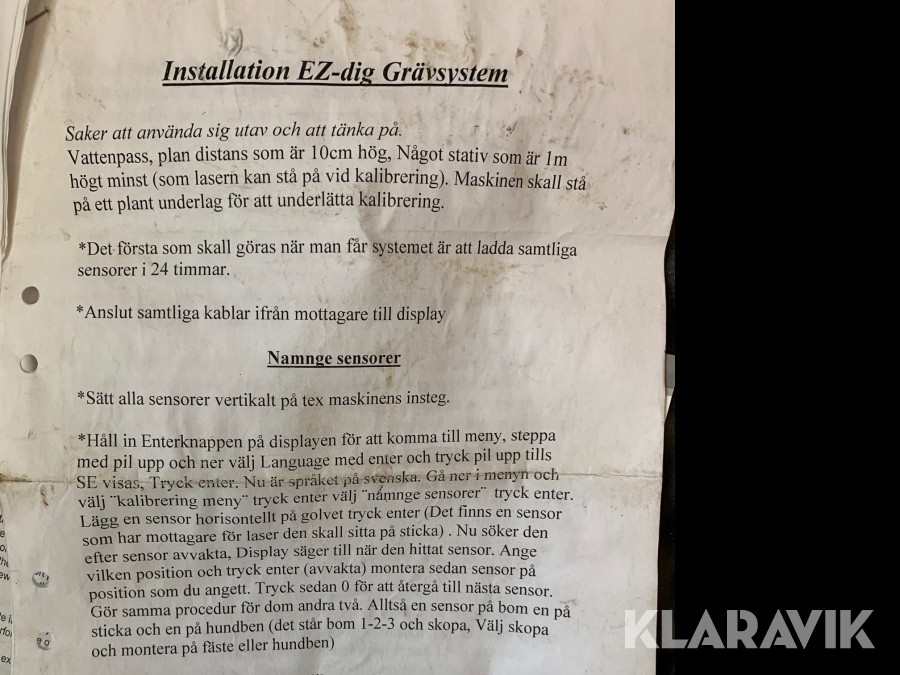 Installation EZ-dig Grävsystem
Saker att använda sig utav och att tänka på.
Vattenpass, plan distans som är 10cm hög, Något stativ som är 1m
högt minst (som lasern kan stå på vid kalibrering). Maskinen skall stå
på ett plant underlag för att underlätta kalibrering.
*Det första som skall göras när man får systemet är att ladda samtliga
sensorer i 24 timmar.
*Anslut samtliga kablar ifrån mottagare till display
Namnge sensorer
*Sätt alla sensorer vertikalt på tex maskinens insteg.
*Håll in Enterknappen på displayen för att komma till meny, steppa
med pil upp och ner välj Language med enter och tryck pil upp tills
SE visas, Tryck enter. Nu är språket på svenska. Gå ner i menyn och
välj ¨kalibrering meny¨ tryck enter välj ¨namnge sensorer¨ tryck enter.
Lägg en sensor horisontellt på golvet tryck enter (Det finns en sensor
som har mottagare för laser den skall sitta på sticka) . Nu söker den
efter sensor avvakta, Display säger till när den hittat sensor. Ange
vilken position och tryck enter (avvakta) montera sedan sensor på
position som du angett. Tryck sedan 0 för att återgå till nästa sensor.
Gör samma procedur för dom andra två. Alltså en sensor på bom en på
sticka och en på hundben (det står bom 1-2-3 och skopa, Välj skopa
och montera på fäste eller hundben)
KLARAVIK